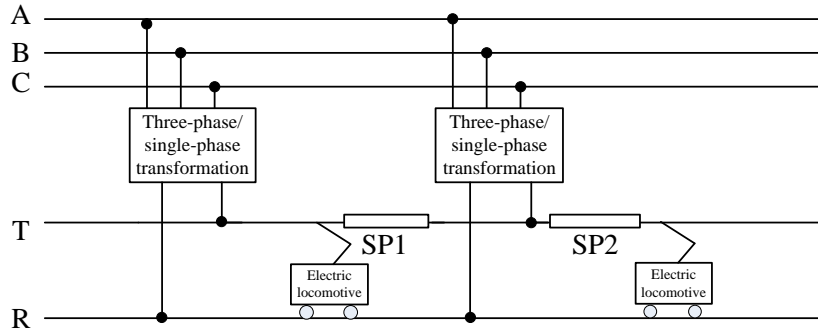 A
B
C
Three-phase/
single-phase
transformation
Three-phase/
single-phase
transformation
T
SP1
SP2
Electric
locomotive
Electric
locomotive
R